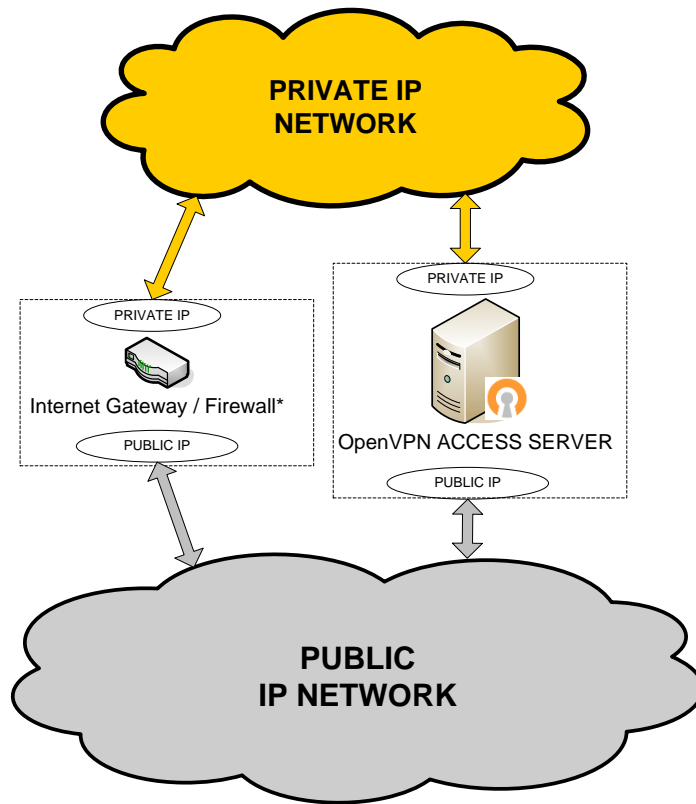 PRIVATE IP
NETWORK
PRIVATE IP
PRIVATE IP
Internet Gateway / Firewall*
OpenVPN ACCESS SERVER
PUBLIC IP
PUBLIC IP
PUBLIC
IP NETWORK